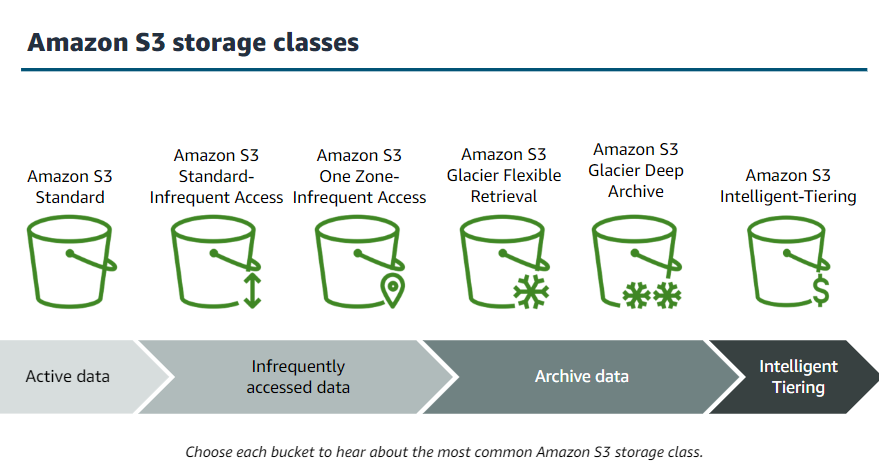 Amazon S3 storage classes
Amazon S3
Standard
Amazon S3
Standard-
Infrequent Access
Amazon S3
One Zone-
Infrequent Access
Amazon S3
Glacier Flexible
Retrieval
Amazon S3
Glacier Deep
Archive
Amazon S3
Intelligent-Tiering
$
Active data
Infrequently
accessed data
Archive data
Intelligent
Tiering
Choose each bucket to hear about the most common Amazon S3 storage class.